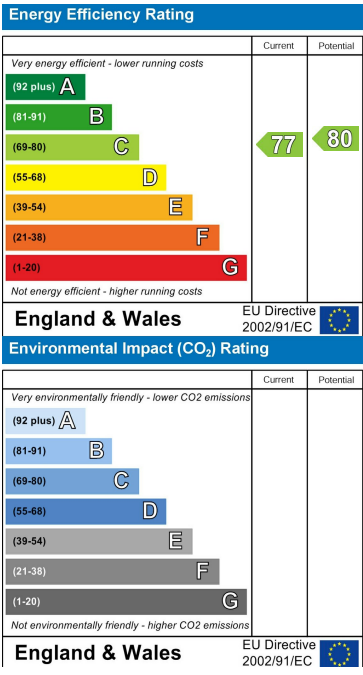 Energy Efficiency Rating
Current Potential
Very energy efficient - lower running costs
(92 plus) A
(81-91) B
(69-80) C
77 80
(55-68) D
(39-54) E
(21-38) F
(1-20) G
Not energy efficient - higher running costs
England & Wales
EU Directive
2002/91/EC
Environmental Impact (CO₂) Rating
Current Potential
Very environmentally friendly - lower CO2 emissions
(92 plus) A
(81-91) B
(69-80) C
(55-68) D
(39-54) E
(21-38) F
(1-20) G
Not environmentally friendly - higher CO2 emissions
England & Wales
EU Directive
2002/91/EC